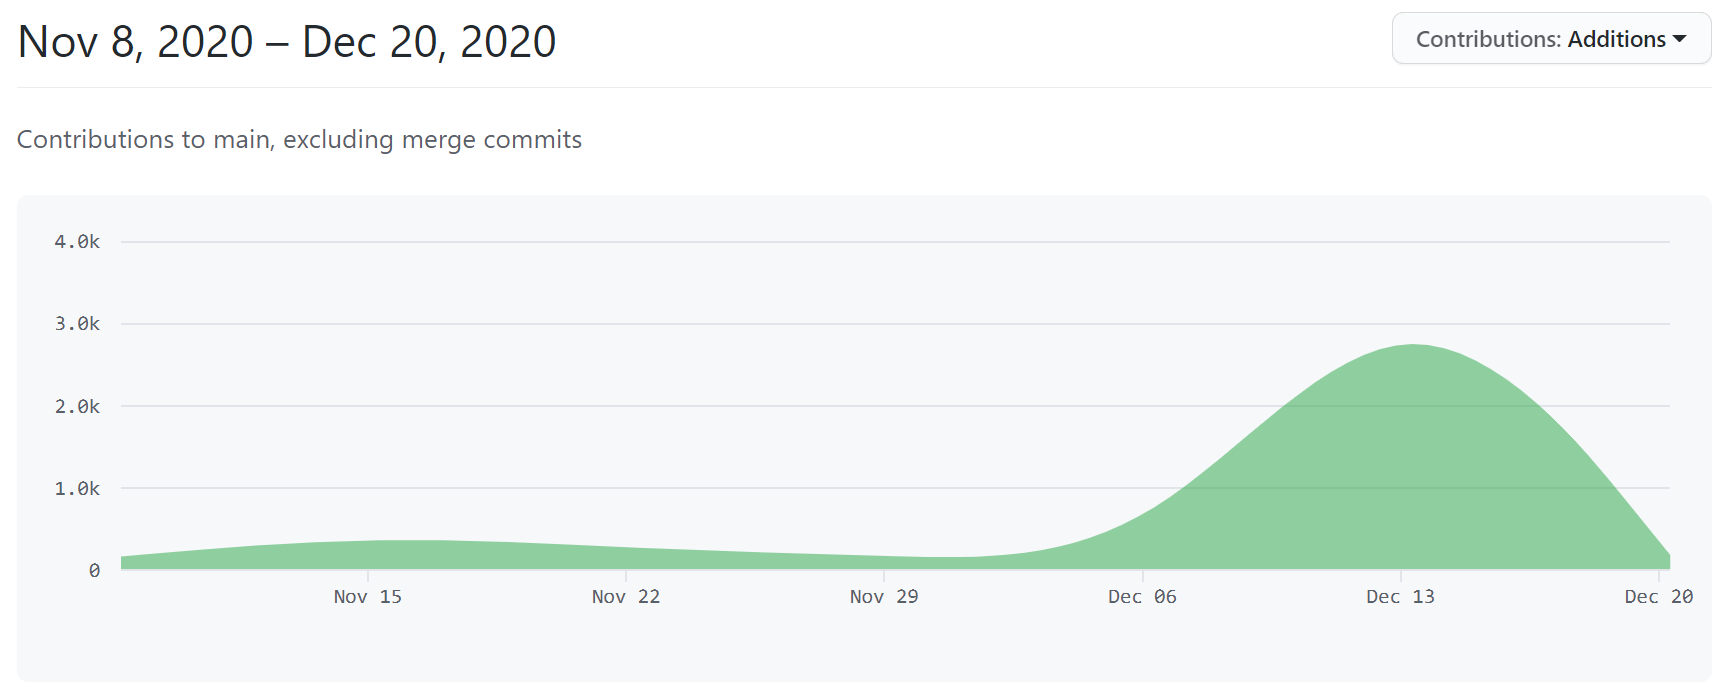 Nov 8, 2020 – Dec 20, 2020
Contributions: Additions
Contributions to main, excluding merge commits
4.0k
3.0k
2.0k
1.0k
0
Nov 15 Nov 22 Nov 29 Dec 06 Dec 13 Dec 20